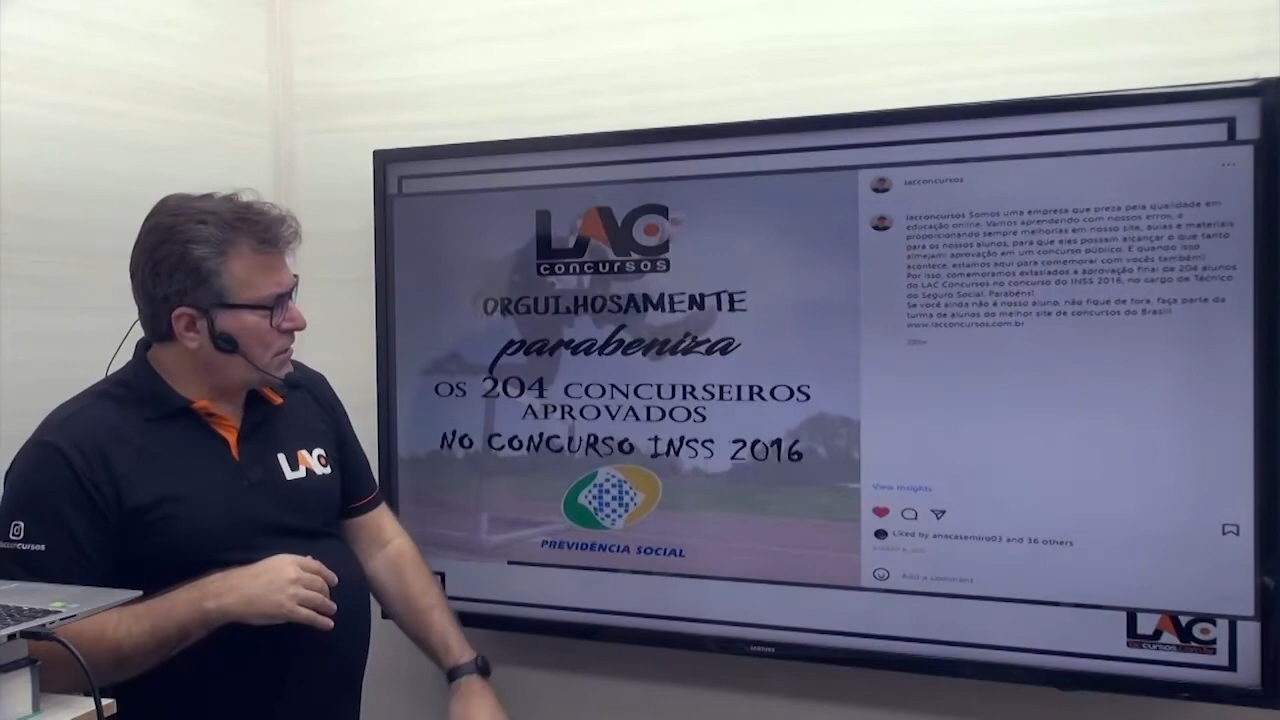 LAC
concursos
ORGULHOSAMENTE
parabeniza
OS 204 CONCURSEIROS
APROVADOS
NO CONCURSO INSS 2016
PREVIDÊNCIA SOCIAL
lacconcursos
lacconcursos Somos uma empresa que preza pela qualidade em
educação online. Vamos aprendendo com nossos erros, e
proporcionando sempre melhorias em nosso site, aulas e materiais
para os nossos alunos, para que eles possam alcançar o que tanto
almejam: aprovação em um concurso público. E quando isso
acontece, estamos aqui para comemorar com vocês também!
Por isso, comemoramos extasiados a aprovação final de 204 alunos
do LAC Concursos no concurso do INSS 2016, no cargo de Técnico
do Seguro Social. Parabéns!
Se você ainda não é nosso aluno, não fique de fora, faça parte da
turma de alunos do melhor site de concursos do Brasil!
www.lacconcursos.com.br
View Insights
Liked by anacasemiro03 and 36 others
Add a comment
LAC
SAMSUNG
LAC
concursos